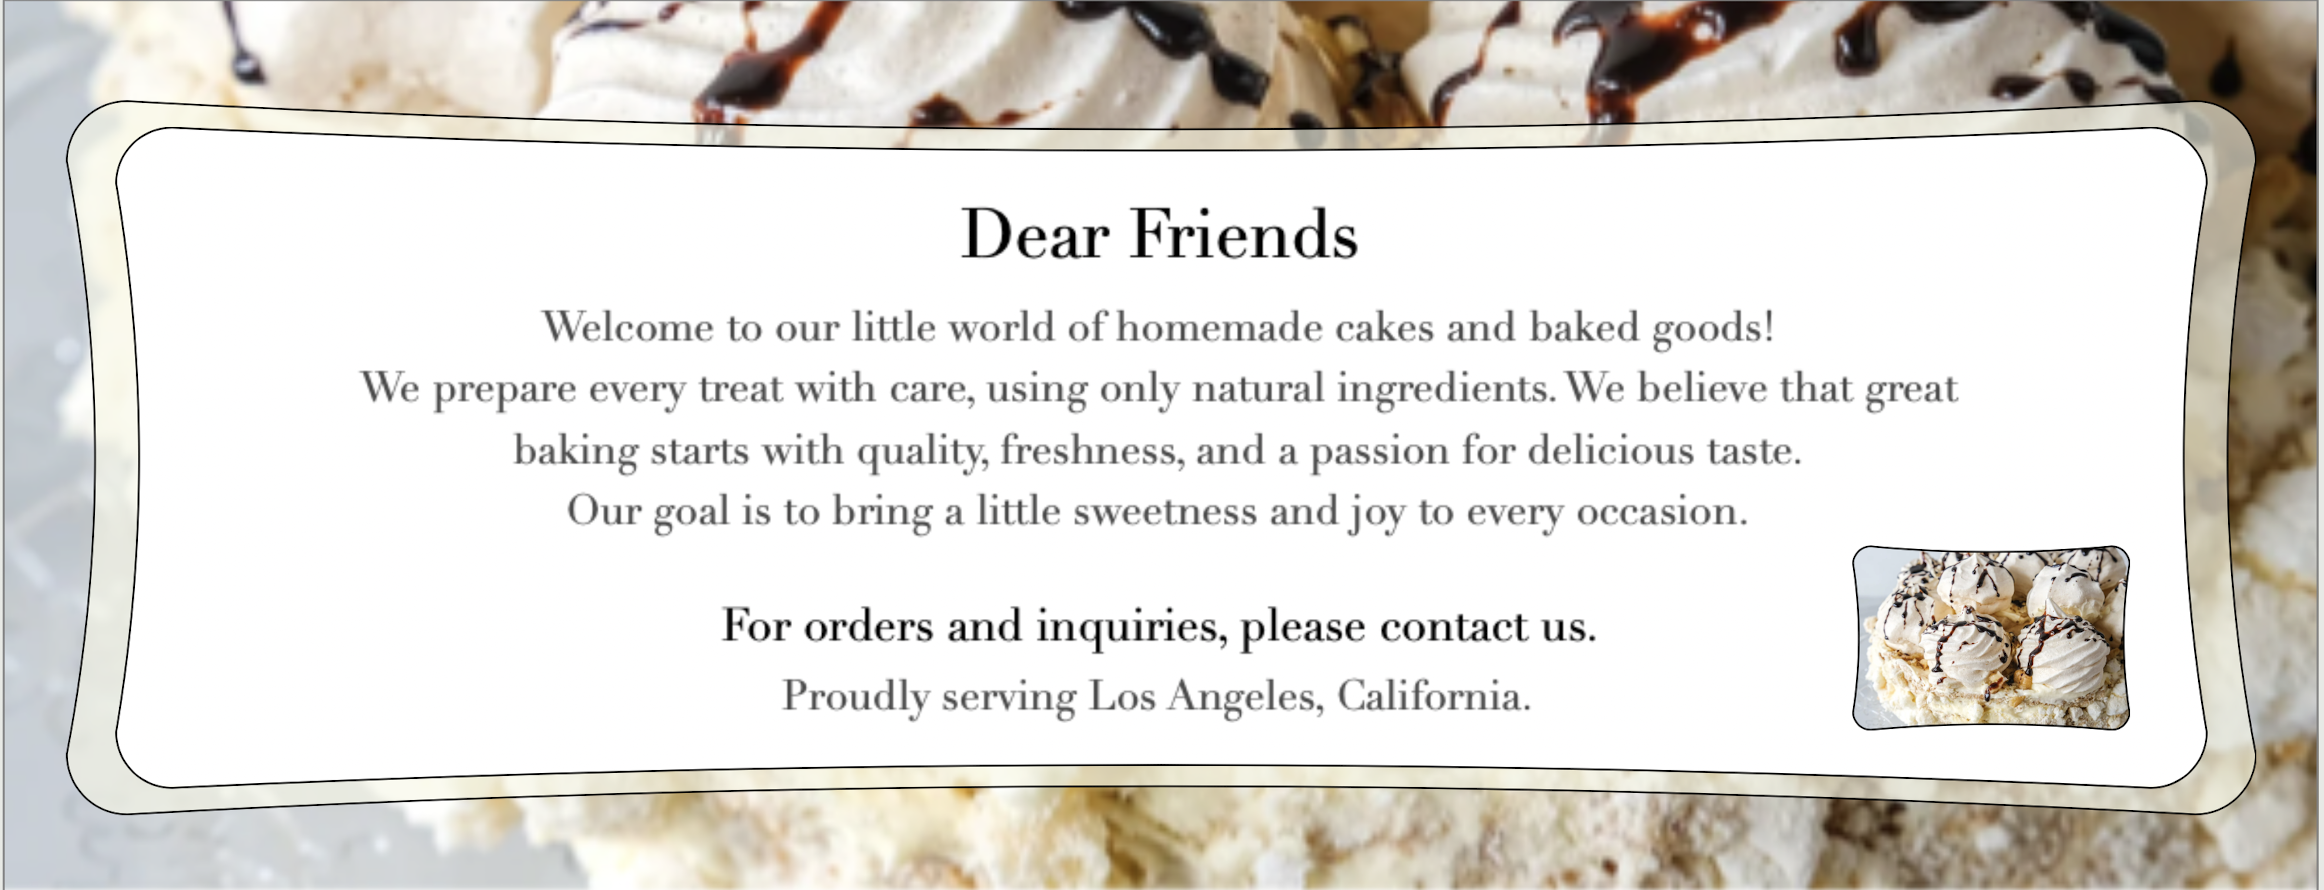 Dear Friends
Welcome to our little world of homemade cakes and baked goods!
We prepare every treat with care, using only natural ingredients. We believe that great
baking starts with quality, freshness, and a passion for delicious taste.
Our goal is to bring a little sweetness and joy to every occasion.
For orders and inquiries, please contact us.
Proudly serving Los Angeles, California.